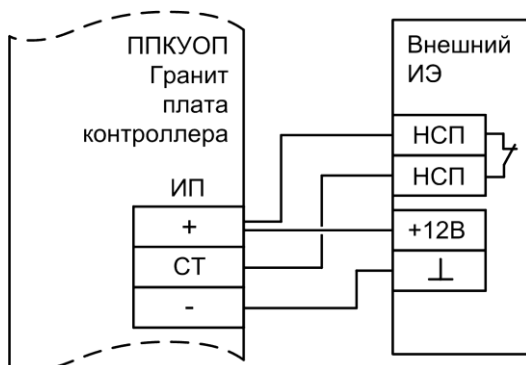 ППКУОП
Гранит
плата
контроллера
ИП
+
СТ
-
Внешний
ИЭ
НСП
НСП
+12В
⊥